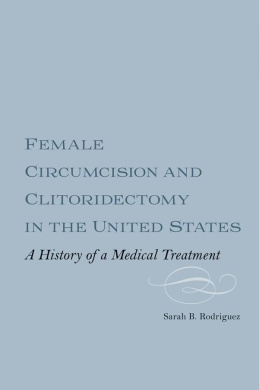 FEMALE
CIRCUMCISION AND
CLITORIDECTOMY
IN THE UNITED STATES
A History of a Medical Treatment
Sarah B. Rodriguez